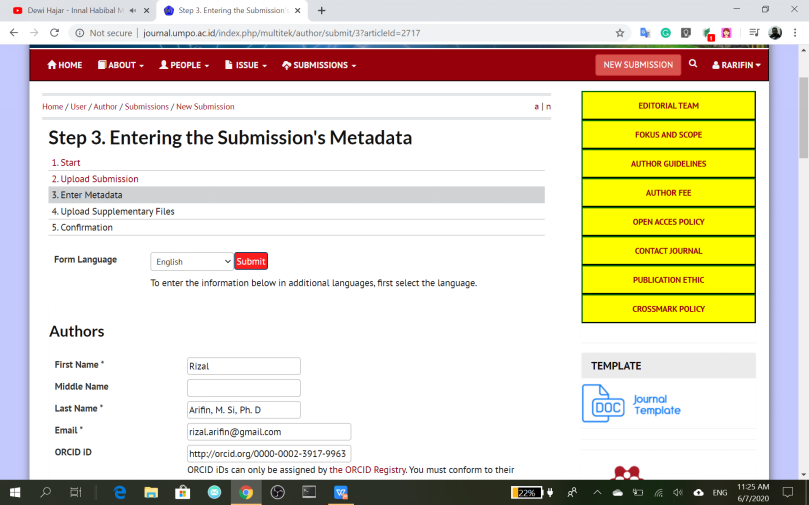 Dewi Hajar - Innal Habibal M
Step 3. Entering the Submission's
Not secure | journal.umpo.ac.id/index.php/multitek/author/submit/3?articleId=2717
HOME ABOUT PEOPLE ISSUE SUBMISSIONS NEW SUBMISSION RARIFIN
Home / User / Author / Submissions / New Submission
a | n
Step 3. Entering the Submission's Metadata
1. Start
2. Upload Submission
3. Enter Metadata
4. Upload Supplementary Files
5. Confirmation
Form Language English Submit
To enter the information below in additional languages, first select the language.
Authors
First Name * Rizal
Middle Name
Last Name * Arifin, M. Si, Ph. D
Email * rizal.arifin@gmail.com
ORCID iD http://orcid.org/0000-0002-3917-9963
ORCID iDs can only be assigned by the ORCID Registry. You must conform to their
EDITORIAL TEAM
FOKUS AND SCOPE
AUTHOR GUIDELINES
AUTHOR FEE
OPEN ACCES POLICY
CONTACT JOURNAL
PUBLICATION ETHIC
CROSSMARK POLICY
TEMPLATE
DOC
Journal
Template
22%
ENG
11:25 AM
6/7/2020